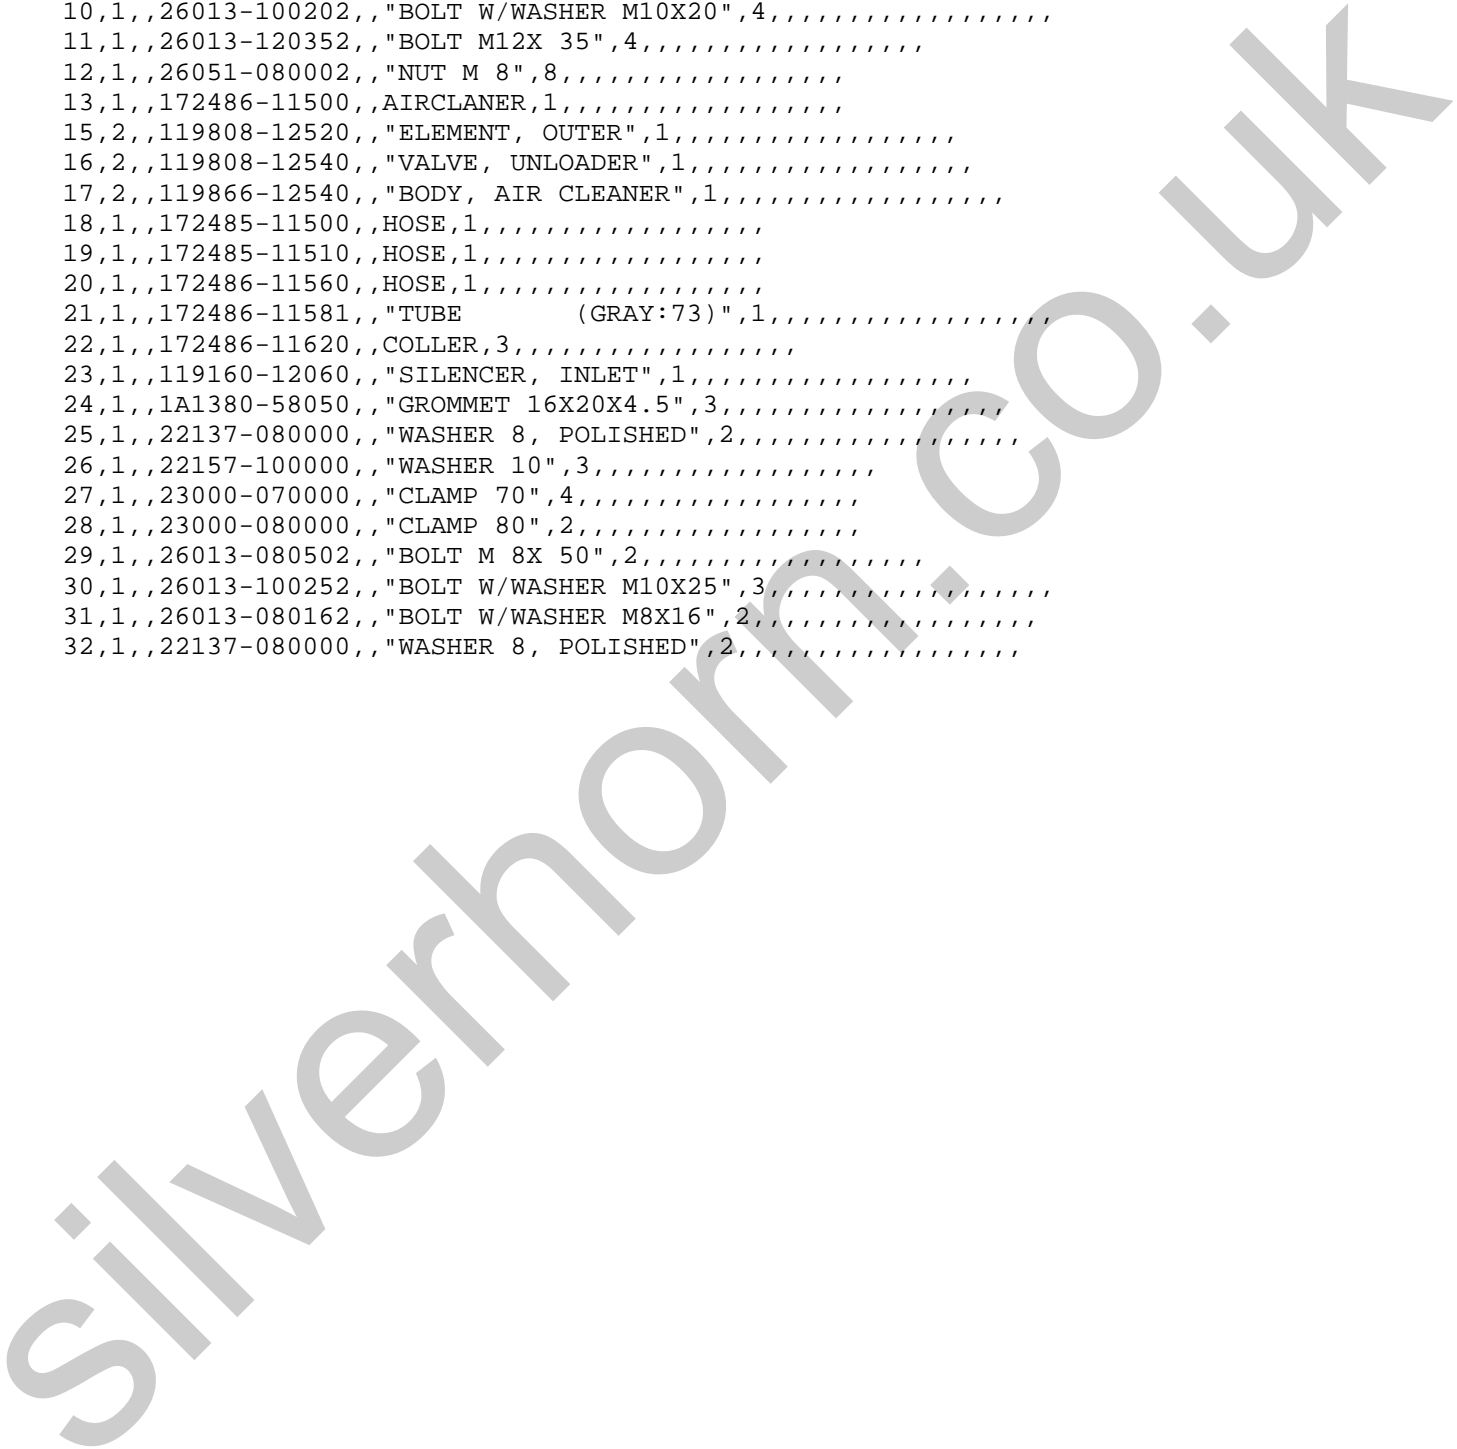 10,1,,26013-100202,,"BOLT W/WASHER M10X20",4,,,,,,,,,,,,,,,,,,
11,1,,26013-120352,,"BOLT M12X 35",4,,,,,,,,,,,,,,,,,,
12,1,,26051-080002,,"NUT M 8",8,,,,,,,,,,,,,,,,,,
13,1,,172486-11500,,AIRCLANER,1,,,,,,,,,,,,,,,,,,
15,2,,119808-12520,,"ELEMENT, OUTER",1,,,,,,,,,,,,,,,,,,
16,2,,119808-12540,,"VALVE, UNLOADER",1,,,,,,,,,,,,,,,,,,
17,2,,119866-12540,,"BODY, AIR CLEANER",1,,,,,,,,,,,,,,,,,,
18,1,,172485-11500,,HOSE,1,,,,,,,,,,,,,,,,,,
19,1,,172485-11510,,HOSE,1,,,,,,,,,,,,,,,,,,
20,1,,172486-11560,,HOSE,1,,,,,,,,,,,,,,,,,,
21,1,,172486-11581,,"TUBE       (GRAY:73)",1,,,,,,,,,,,,,,,,,,
22,1,,172486-11620,,COLLER,3,,,,,,,,,,,,,,,,,,
23,1,,119160-12060,,"SILENCER, INLET",1,,,,,,,,,,,,,,,,,,
24,1,,1A1380-58050,,"GROMMET 16X20X4.5",3,,,,,,,,,,,,,,,,,,
25,1,,22137-080000,,"WASHER 8, POLISHED",2,,,,,,,,,,,,,,,,,,
26,1,,22157-100000,,"WASHER 10",3,,,,,,,,,,,,,,,,,,
27,1,,23000-070000,,"CLAMP 70",4,,,,,,,,,,,,,,,,,,
28,1,,23000-080000,,"CLAMP 80",2,,,,,,,,,,,,,,,,,,
29,1,,26013-080502,,"BOLT M 8X 50",2,,,,,,,,,,,,,,,,,,
30,1,,26013-100252,,"BOLT W/WASHER M10X25",3,,,,,,,,,,,,,,,,,,
31,1,,26013-080162,,"BOLT W/WASHER M8X16",2,,,,,,,,,,,,,,,,,,
32,1,,22137-080000,,"WASHER 8, POLISHED",2,,,,,,,,,,,,,,,,,,
silverhorn.co.uk